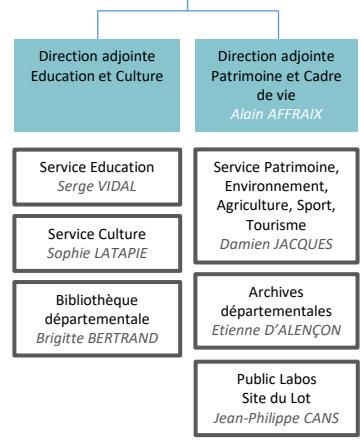 Direction adjointe
Education et Culture
Direction adjointe
Patrimoine et Cadre
de vie
Alain AFFRAIX
Service Education
Serge VIDAL
Service Culture
Sophie LATAPIE
Bibliothèque
départementale
Brigitte BERTRAND
Service Patrimoine,
Environnement,
Agriculture, Sport,
Tourisme
Damien JACQUES
Archives
départementales
Etienne D’ALENÇON
Public Labos
Site du Lot
Jean-Philippe CANS